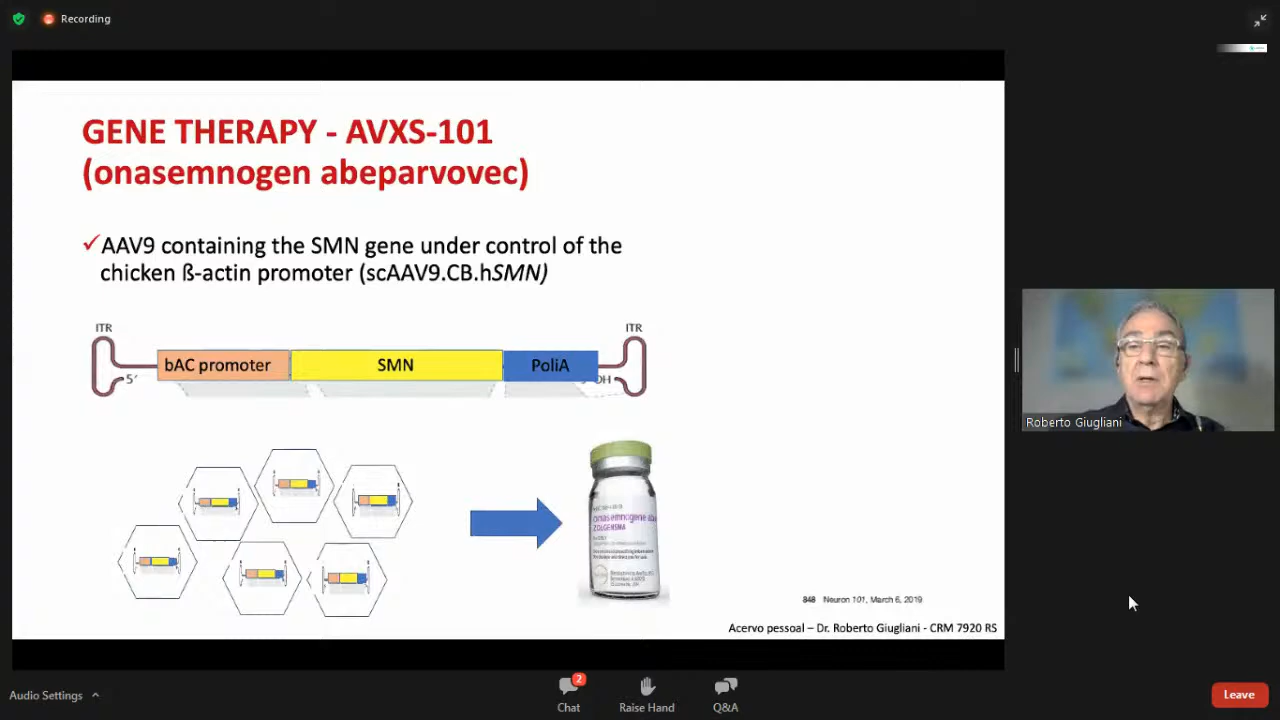 Recording
GENE THERAPY - AVXS-101
(onasemnogen abeparvovec)
✓AAV9 containing the SMN gene under control of the
chicken ß-actin promoter (scAAV9.CB.hSMN)
ITR
ITR
bAC promoter
SMN
PoliA
5′
OH
ZOLGENSMA
Roberto Giugliani
848 Neuron 101, March 6, 2019
Acervo pessoal – Dr. Roberto Giugliani - CRM 7920 RS
Audio Settings
2
Chat
Raise Hand
Q&A
Leave